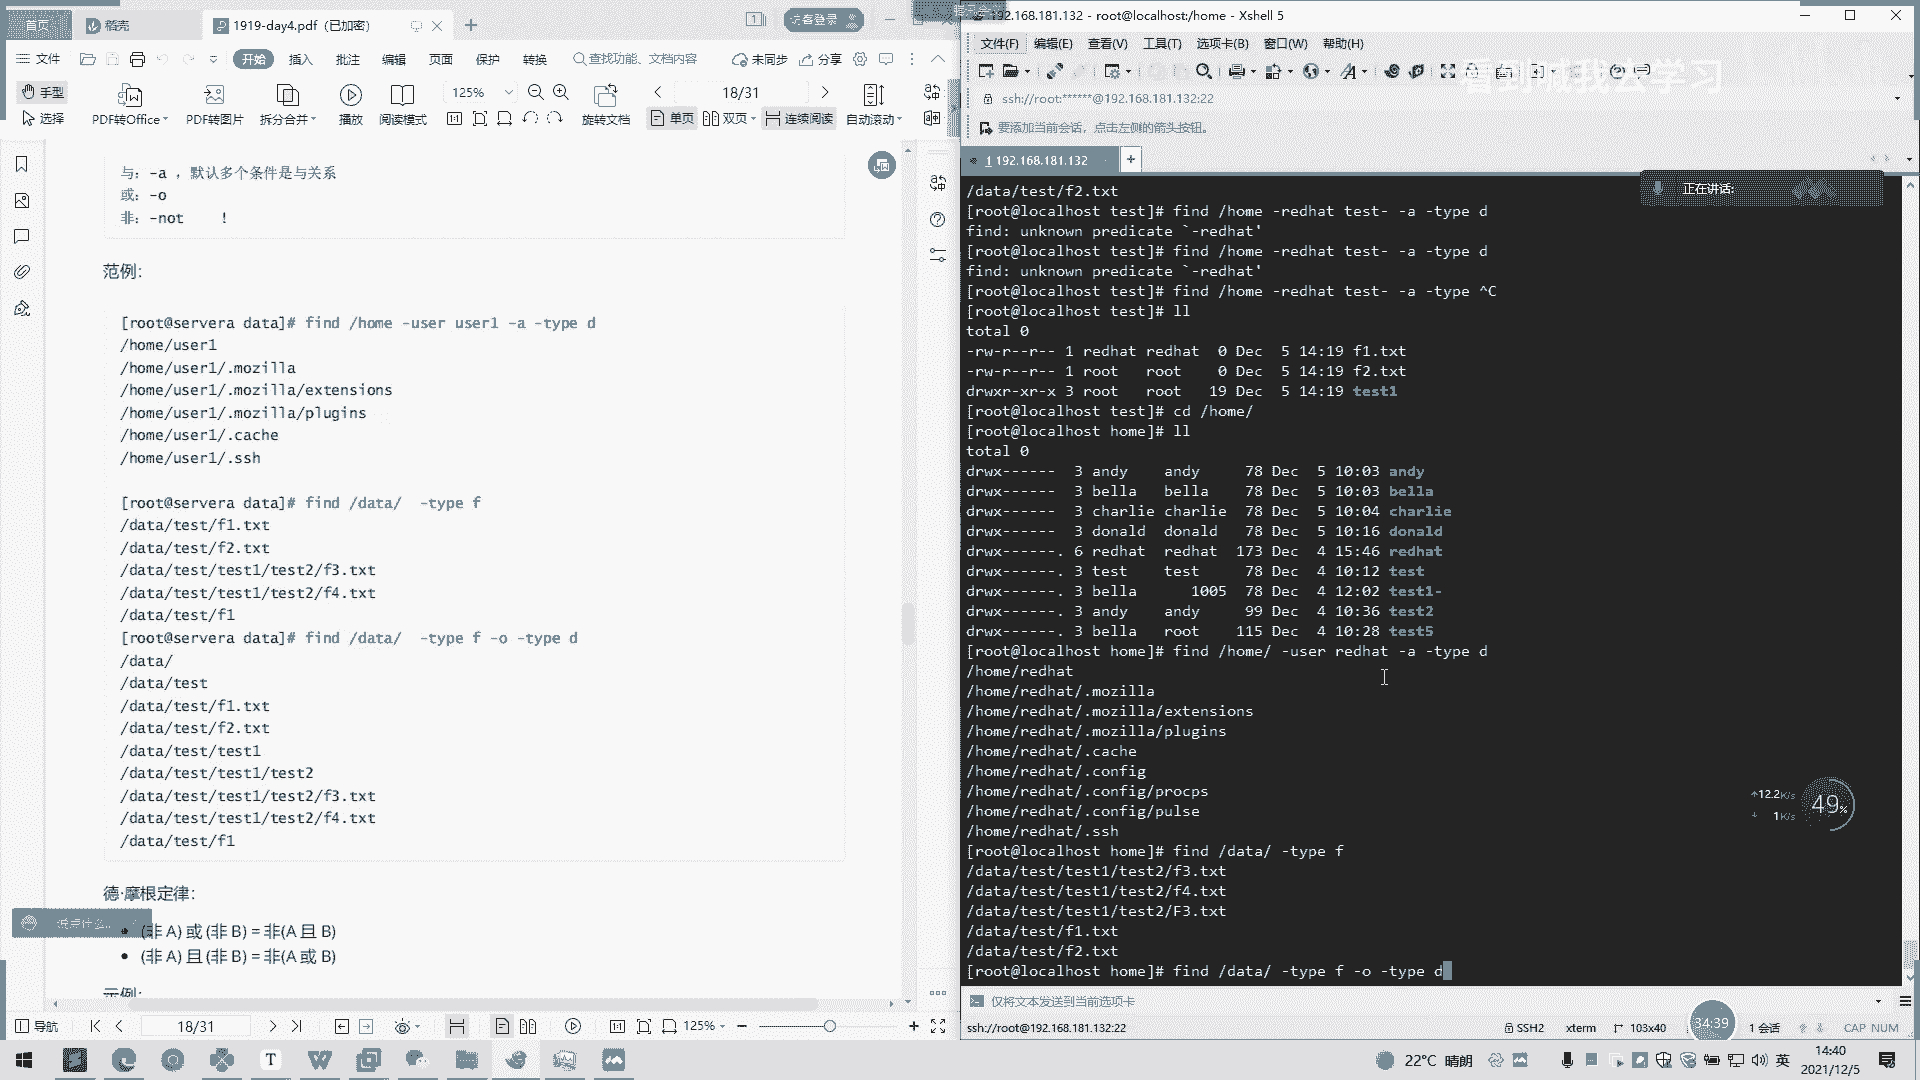 首页
稻壳
1919-day4.pdf（已加密）
访客登录
文件
开始
插入
批注
编辑
页面
保护
转换
查找功能、文档内容
未同步
分享
手型
选择
PDF转Office
PDF转图片
拆分合并
播放
阅读模式
125%
18/31
旋转文档
单页
双页
连续阅读
自动滚动
与：-a ，默认多个条件是与关系
或：-o
非：-not !
范例:
[root@servera data]# find /home -user user1 -a -type d
/home/user1
/home/user1/.mozilla
/home/user1/.mozilla/extensions
/home/user1/.mozilla/plugins
/home/user1/.cache
/home/user1/.ssh
[root@servera data]# find /data/ -type f
/data/test/f1.txt
/data/test/f2.txt
/data/test/test1/test2/f3.txt
/data/test/test1/test2/f4.txt
/data/f1
[root@servera data]# find /data/ -type f -o -type d
/data/
/data/test
/data/test/f1.txt
/data/test/f2.txt
/data/test/test1
/data/test/test1/test2
/data/test/test1/test2/f3.txt
/data/test/test1/test2/f4.txt
/data/f1
德·摩根定律:
(非 A) 或 (非 B) = 非(A 且 B)
(非 A) 且 (非 B) = 非(A 或 B)
示例:
导航
18/31
125%
192.168.181.132 - root@localhost:/home - Xshell 5
文件(F) 编辑(E) 查看(V) 工具(T) 选项卡(B) 窗口(W) 帮助(H)
看到喊我去学习
ssh://root:******@192.168.181.132:22
要添加当前会话，点击左侧的箭头按钮。
1 192.168.181.132
正在讲话:
/data/test/f2.txt
[root@localhost test]# find /home -redhat test- -a -type d
find: unknown predicate `-redhat'
[root@localhost test]# find /home -redhat test- -a -type d
find: unknown predicate `-redhat'
[root@localhost test]# find /home -redhat test- -a -type ^C
[root@localhost test]# ll
total 0
-rw-r--r-- 1 redhat redhat 0 Dec 5 14:19 f1.txt
-rw-r--r-- 1 root root 0 Dec 5 14:19 f2.txt
drwxr-xr-x 3 root root 19 Dec 5 14:19 test1
[root@localhost test]# cd /home/
[root@localhost home]# ll
total 0
drwx------ 3 andy andy 78 Dec 5 10:03 andy
drwx------ 3 bella bella 78 Dec 5 10:03 bella
drwx------ 3 charlie charlie 78 Dec 5 10:04 charlie
drwx------ 3 donald donald 78 Dec 5 10:16 donald
drwx------. 6 redhat redhat 173 Dec 4 15:46 redhat
drwx------. 3 test test 78 Dec 4 10:12 test
drwx------. 3 bella 1005 78 Dec 4 12:02 test1-
drwx------. 3 andy andy 99 Dec 4 10:36 test2
drwx------. 3 bella root 115 Dec 4 10:28 test5
[root@localhost home]# find /home/ -user redhat -a -type d
/home/redhat
/home/redhat/.mozilla
/home/redhat/.mozilla/extensions
/home/redhat/.mozilla/plugins
/home/redhat/.cache
/home/redhat/.config
/home/redhat/.config/procps
/home/redhat/.config/pulse
/home/redhat/.ssh
[root@localhost home]# find /data/ -type f
/data/test/test1/test2/f3.txt
/data/test/test1/test2/f4.txt
/data/test/test1/test2/F3.txt
/data/test/f1.txt
/data/test/f2.txt
[root@localhost home]# find /data/ -type f -o -type d
12.2K/s
1K/s
49%
仅将文本发送到当前选项卡
ssh://root@192.168.181.132:22
SSH2
xterm
103x40
34:39
1 会话
CAP NUM
22°C 晴朗
英
14:40
2021/12/5